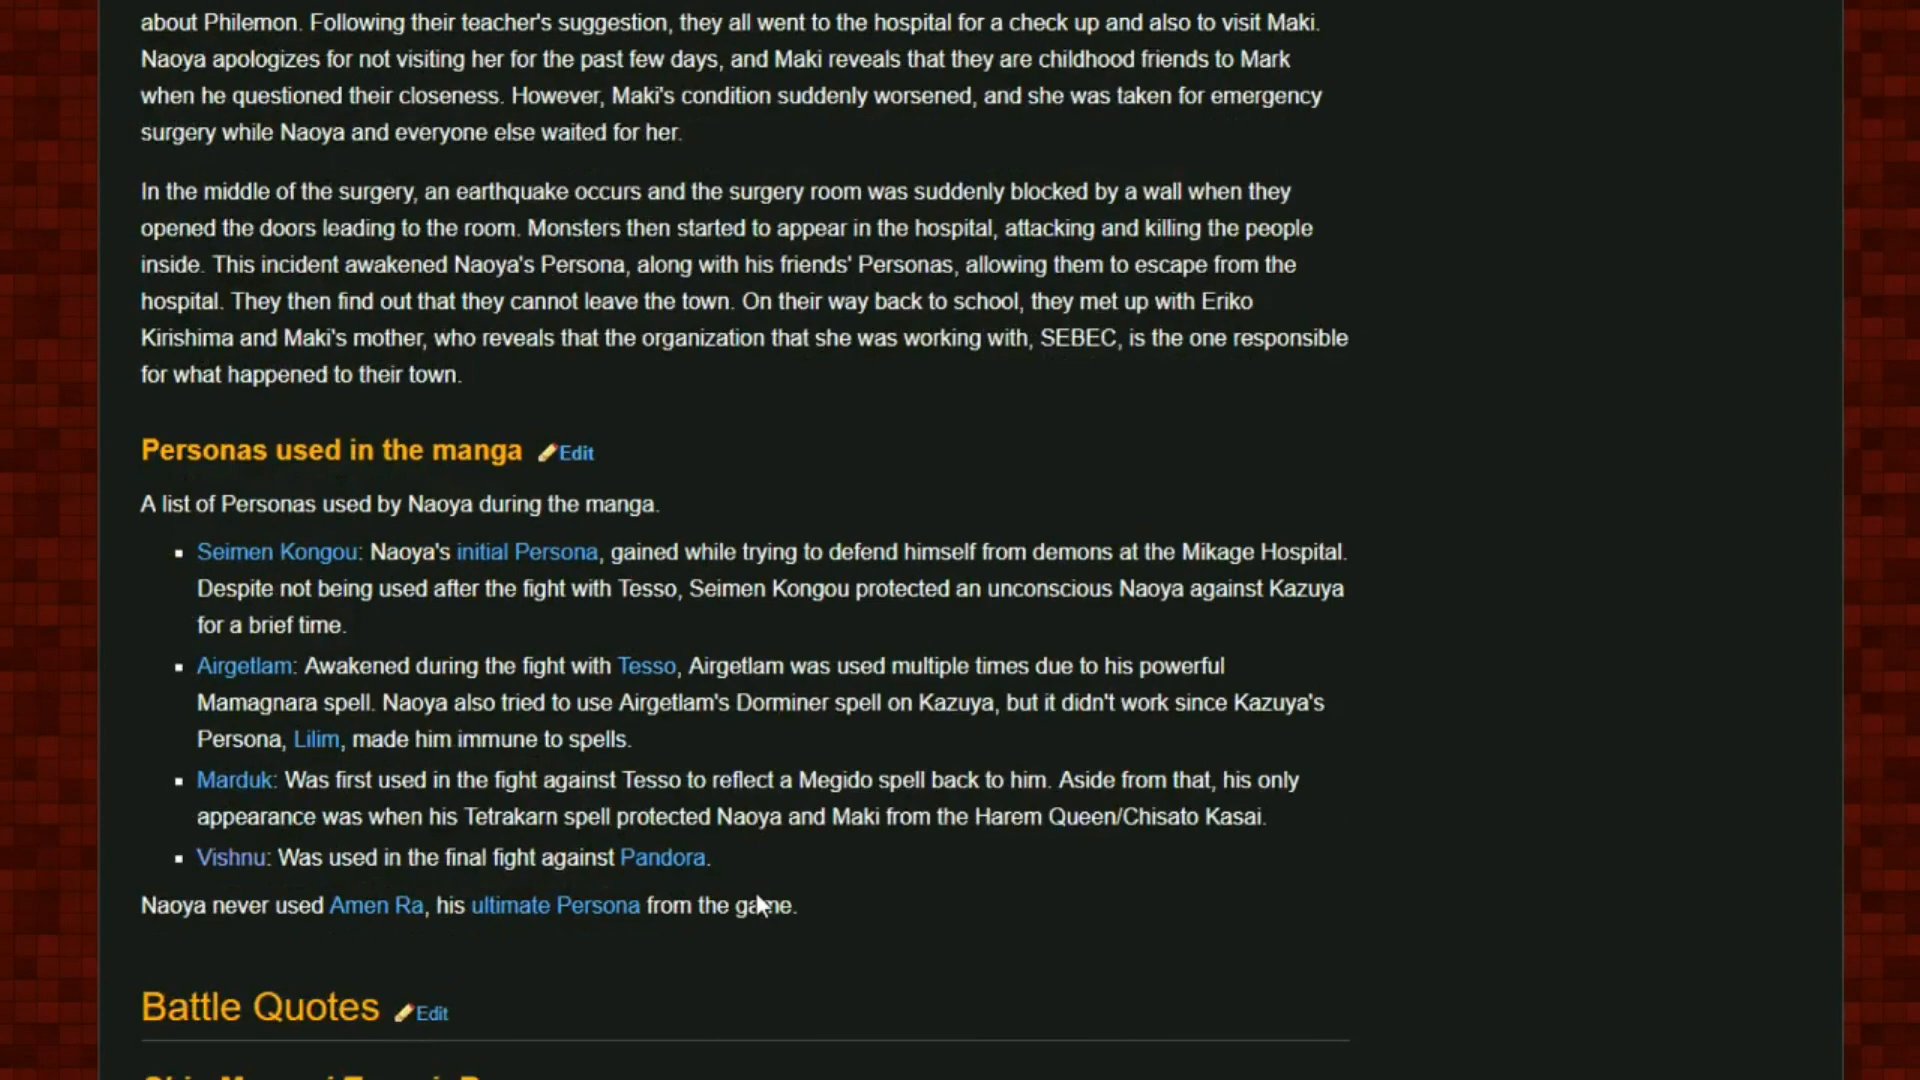 about Philemon. Following their teacher's suggestion, they all went to the hospital for a check up and also to visit Maki.
Naoya apologizes for not visiting her for the past few days, and Maki reveals that they are childhood friends to Mark
when he questioned their closeness. However, Maki's condition suddenly worsened, and she was taken for emergency
surgery while Naoya and everyone else waited for her.
In the middle of the surgery, an earthquake occurs and the surgery room was suddenly blocked by a wall when they
opened the doors leading to the room. Monsters then started to appear in the hospital, attacking and killing the people
inside. This incident awakened Naoya's Persona, along with his friends' Personas, allowing them to escape from the
hospital. They then find out that they cannot leave the town. On their way back to school, they met up with Eriko
Kirishima and Maki's mother, who reveals that the organization that she was working with, SEBEC, is the one responsible
for what happened to their town.
Personas used in the manga Edit
A list of Personas used by Naoya during the manga.
Seimen Kongou: Naoya's initial Persona, gained while trying to defend himself from demons at the Mikage Hospital.
Despite not being used after the fight with Tesso, Seimen Kongou protected an unconscious Naoya against Kazuya
for a brief time.
Airgetlam: Awakened during the fight with Tesso, Airgetlam was used multiple times due to his powerful
Mamagnara spell. Naoya also tried to use Airgetlam's Dorminer spell on Kazuya, but it didn't work since Kazuya's
Persona, Lilim, made him immune to spells.
Marduk: Was first used in the fight against Tesso to reflect a Megido spell back to him. Aside from that, his only
appearance was when his Tetrakarn spell protected Naoya and Maki from the Harem Queen/Chisato Kasai.
Vishnu: Was used in the final fight against Pandora.
Naoya never used Amen Ra, his ultimate Persona from the game.
Battle Quotes Edit